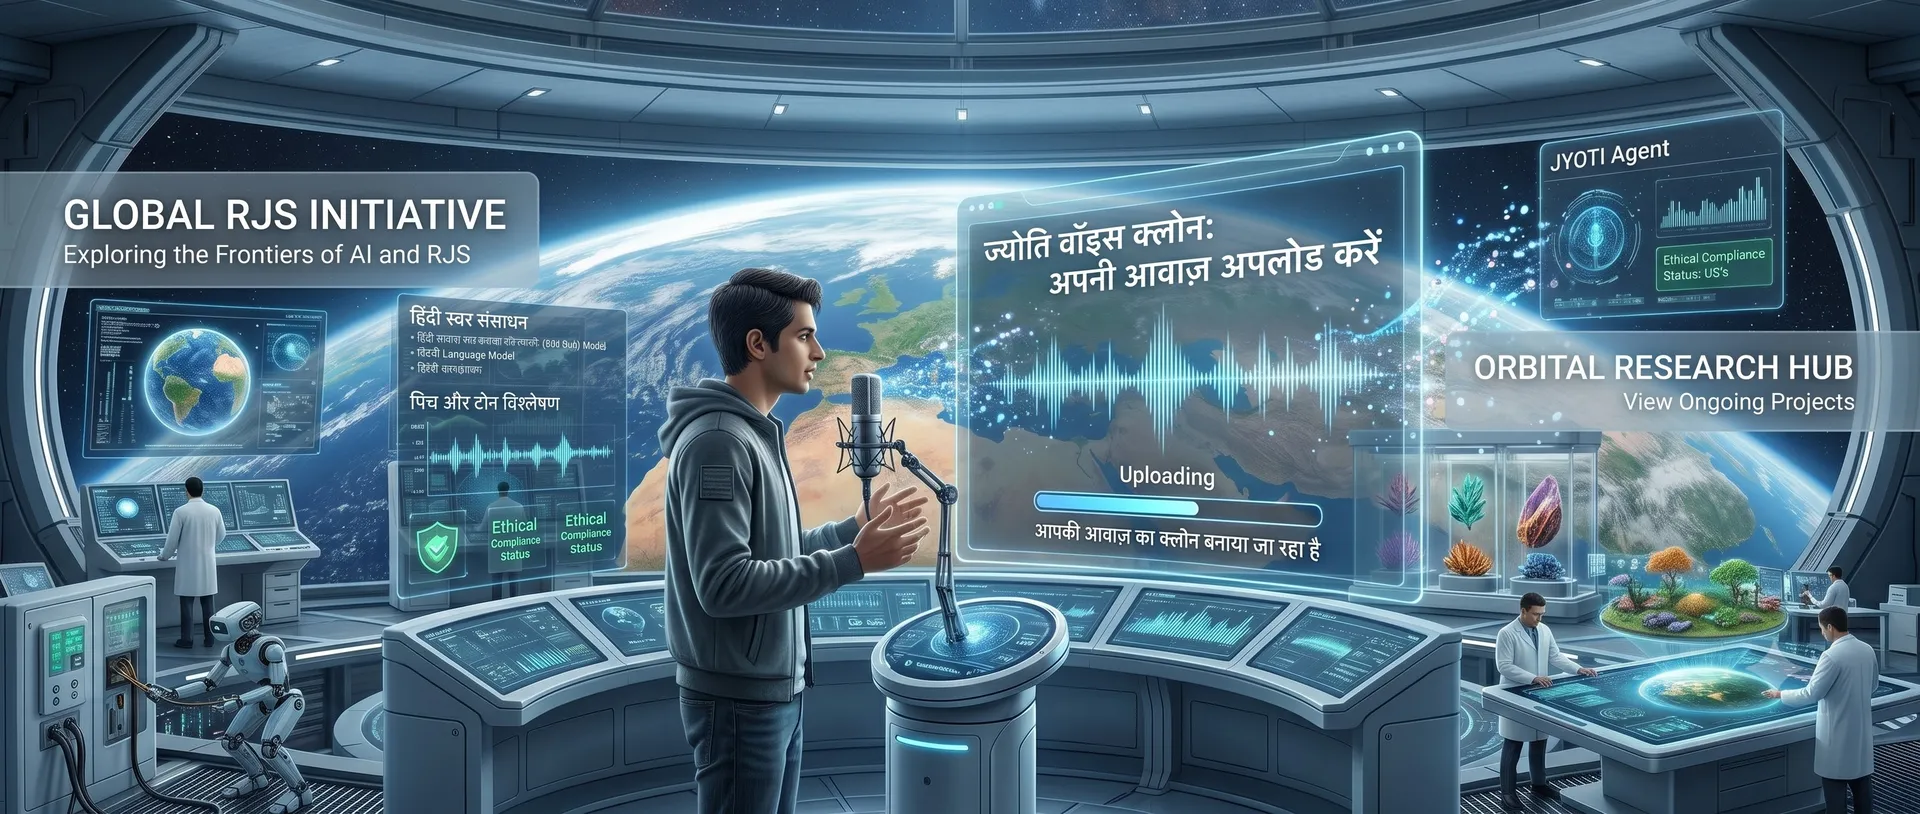 GLOBAL RJS INITIATIVE
Exploring the Frontiers of AI and RJS
हिंदी स्वर संसाधन
Model
Language Model
पिच और टोन विश्लेषण
Ethical
Compliance
Status
Ethical
Compliance
Status
ज्योति वॉइस क्लोन:
अपनी आवाज़ अपलोड करें
Uploading
आपकी आवाज़ का क्लोन बनाया जा रहा है
JYOTI Agent
Ethical Compliance
Status: US's
ORBITAL RESEARCH HUB
View Ongoing Projects